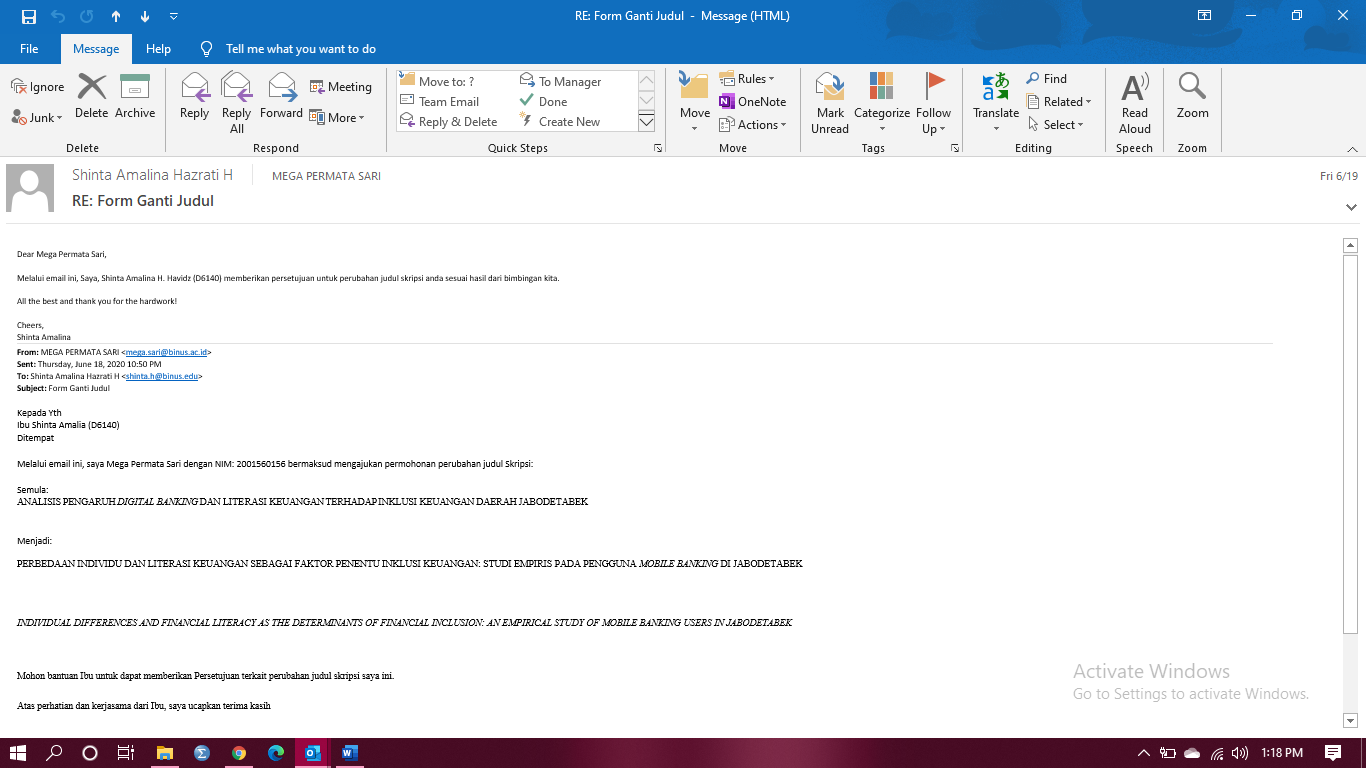 RE: Form Ganti Judul - Message (HTML)
File Message Help Tell me what you want to do
Ignore
Junk
Delete
Archive
Delete
Reply
Reply All
Forward
Meeting
More
Respond
Move to: ?
Team Email
Reply & Delete
To Manager
Done
Create New
Quick Steps
Move
Rules
OneNote
Actions
Move
Mark Unread
Categorize
Follow Up
Tags
Translate
Find
Related
Select
Editing
Read Aloud
Speech
Zoom
Zoom
Shinta Amalina Hazrati H MEGA PERMATA SARI Fri 6/19
RE: Form Ganti Judul
Dear Mega Permata Sari,
Melalui email ini, Saya, Shinta Amalina H. Havidz (D6140) memberikan persetujuan untuk perubahan judul skripsi anda sesuai hasil dari bimbingan kita.
All the best and thank you for the hardwork!
Cheers,
Shinta Amalina
From: MEGA PERMATA SARI <mega.sari@binus.ac.id>
Sent: Thursday, June 18, 2020 10:50 PM
To: Shinta Amalina Hazrati H <shinta.h@binus.edu>
Subject: Form Ganti Judul
Kepada Yth
Ibu Shinta Amalia (D6140)
Ditempat
Melalui email ini, saya Mega Permata Sari dengan NIM: 2001560156 bermaksud mengajukan permohonan perubahan judul Skripsi:
Semula:
ANALISIS PENGARUH DIGITAL BANKING DAN LITERASI KEUANGAN TERHADAP INKLUSI KEUANGAN DAERAH JABODETABEK
Menjadi:
PERBEDAAN INDIVIDU DAN LITERASI KEUANGAN SEBAGAI FAKTOR PENENTU INKLUSI KEUANGAN: STUDI EMPIRIS PADA PENGGUNA MOBILE BANKING DI JABODETABEK
INDIVIDUAL DIFFERENCES AND FINANCIAL LITERACY AS THE DETERMINANTS OF FINANCIAL INCLUSION: AN EMPIRICAL STUDY OF MOBILE BANKING USERS IN JABODETABEK
Mohon bantuan Ibu untuk dapat memberikan Persetujuan terkait perubahan judul skripsi saya ini.
Atas perhatian dan kerjasama dari Ibu, saya ucapkan terima kasih
Activate Windows
Go to Settings to activate Windows.
1:18 PM